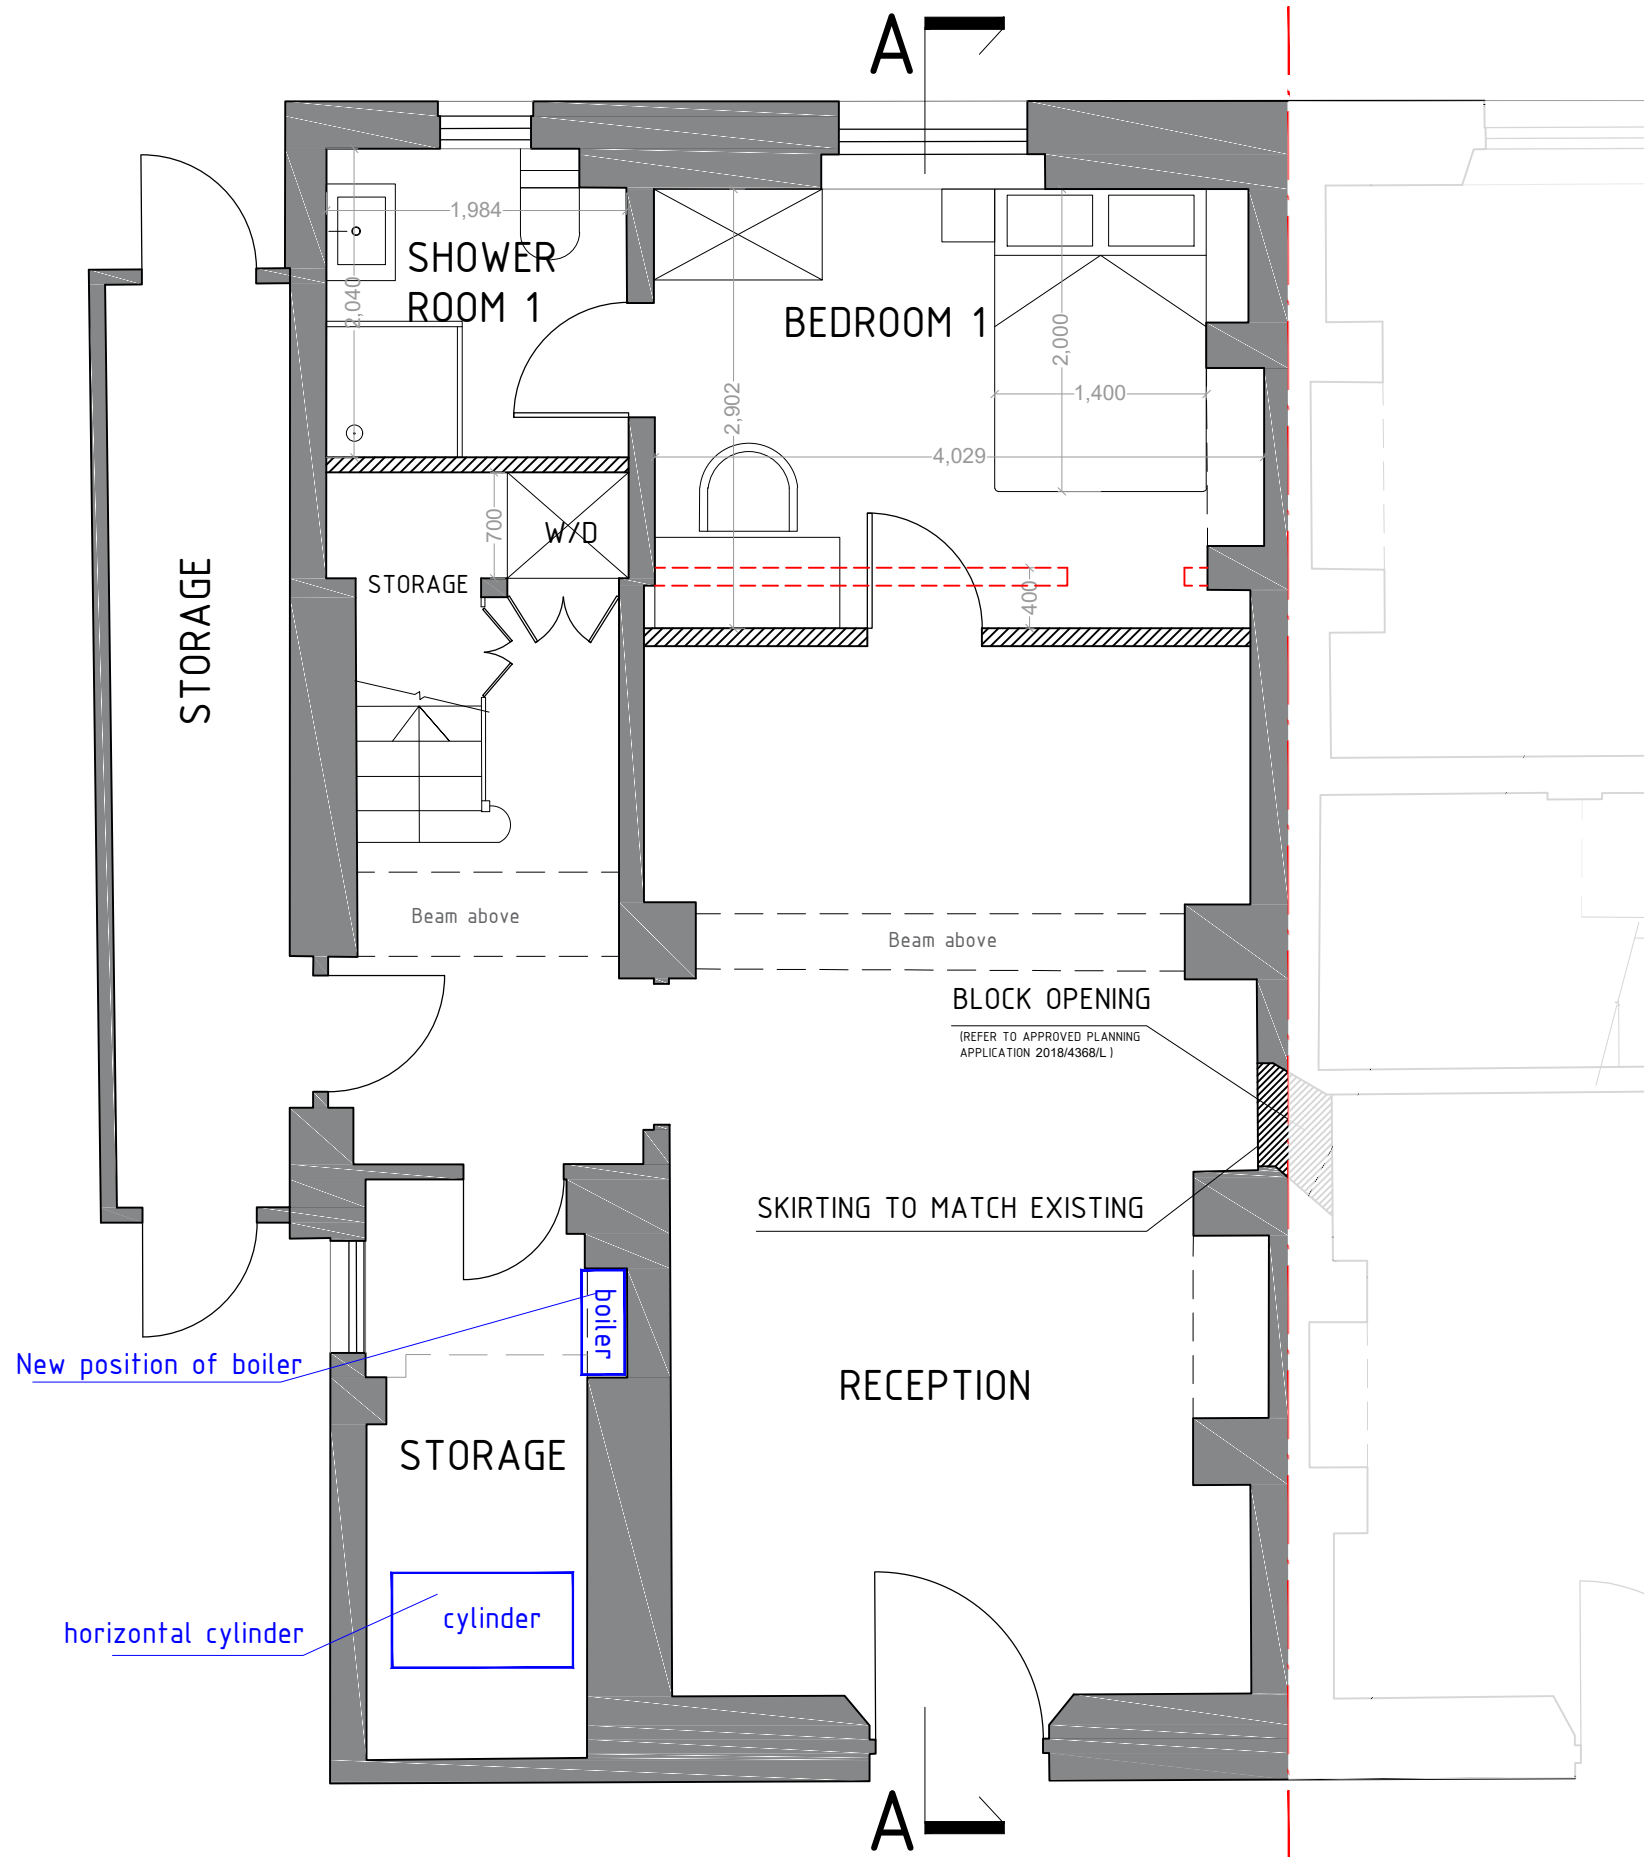 A
1,984
SHOWER
ROOM 1
2,040
BEDROOM 1
2,000
1,400
2,902
4,029
700
W/D
STORAGE
400
STORAGE
Beam above
Beam above
BLOCK OPENING
(REFER TO APPROVED PLANNING
APPLICATION 2018/4368/L )
SKIRTING TO MATCH EXISTING
boiler
New position of boiler
RECEPTION
STORAGE
cylinder
horizontal cylinder
A